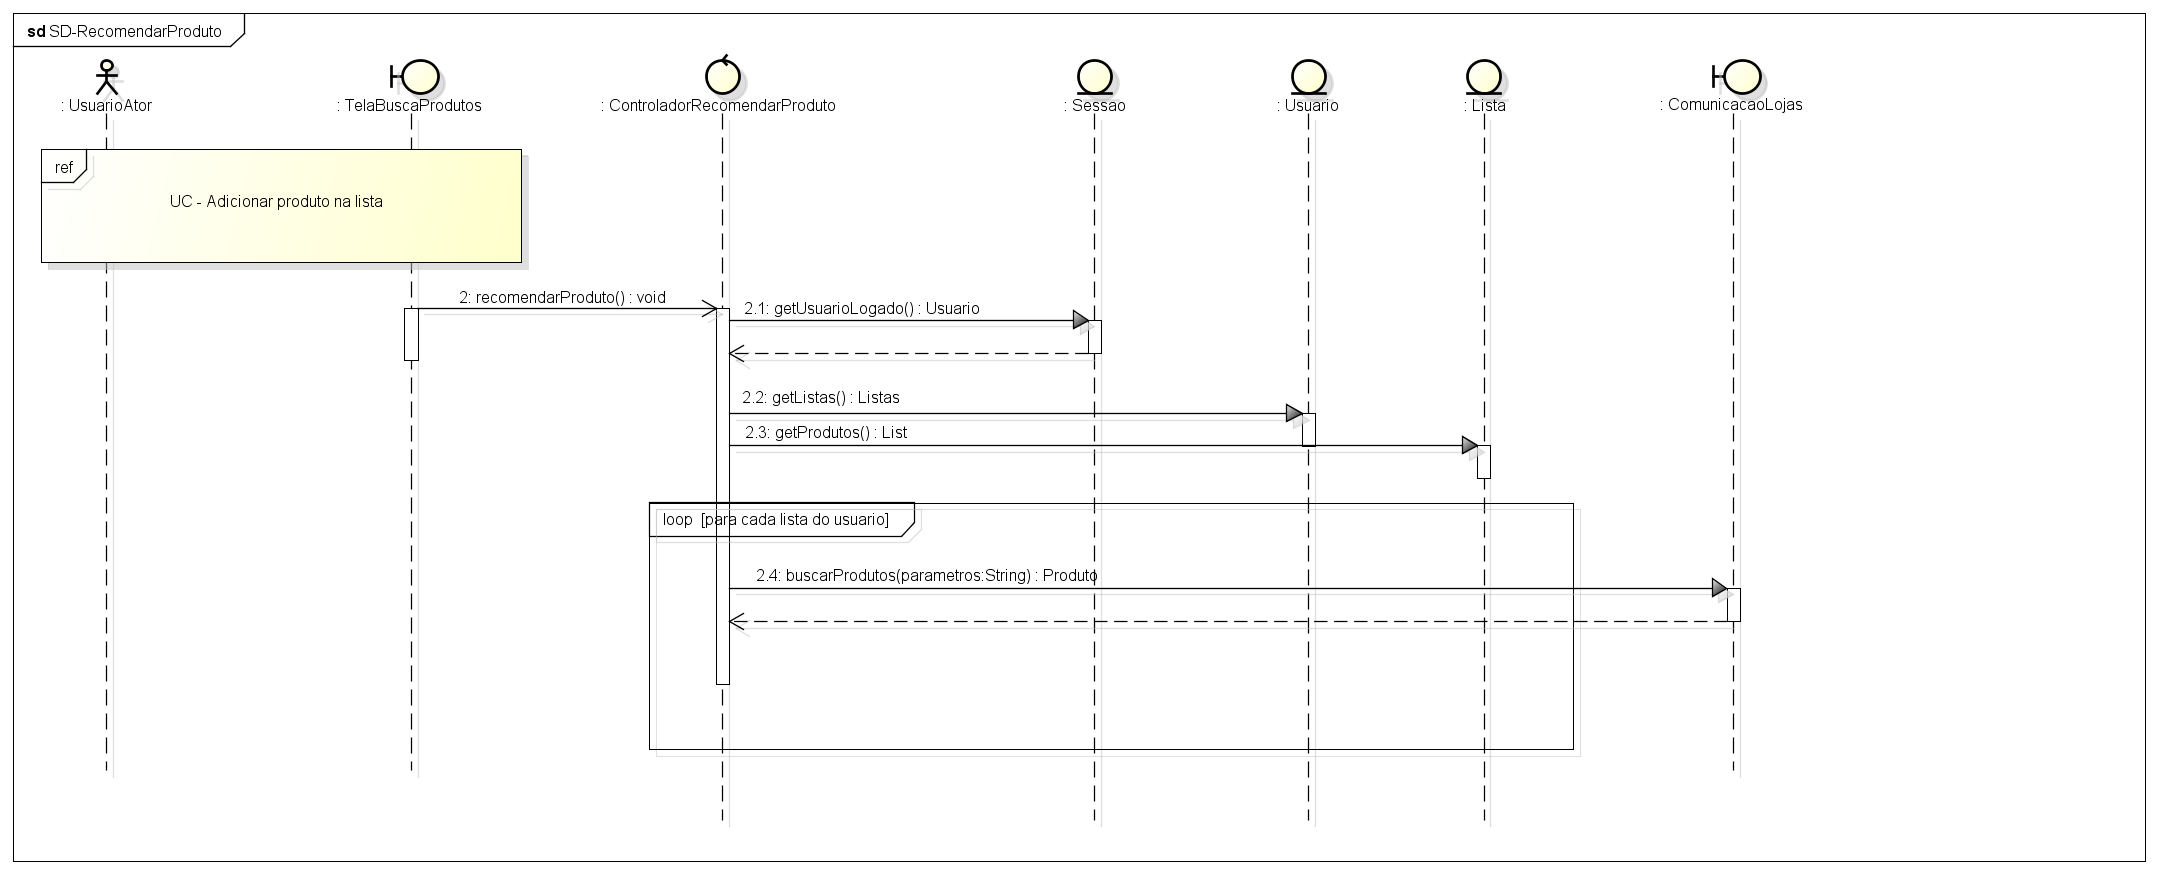 sd SD-RecomendarProduto
: UsuarioAtor
: TelaBuscaProdutos
: ControladorRecomendarProduto
: Sessao
: Usuario
: Lista
: ComunicacaoLojas
ref
UC - Adicionar produto na lista
2: recomendarProduto() : void
2.1: getUsuarioLogado() : Usuario
2.2: getListas() : Listas
2.3: getProdutos() : List
loop [para cada lista do usuario]
2.4: buscarProdutos(parametros:String) : Produto